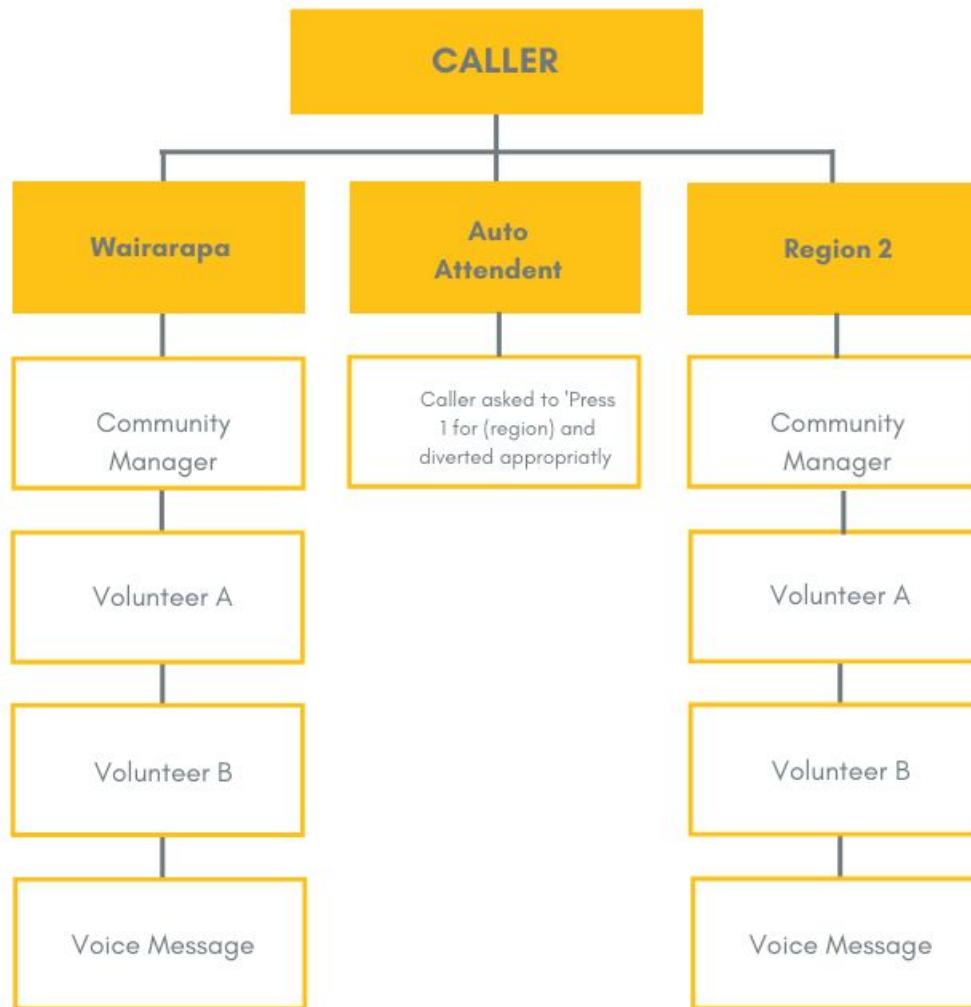 CALLER
Wairarapa
Auto
Attendent
Region 2
Community
Manager
Caller asked to 'Press
1 for (region) and
diverted appropriatly
Community
Manager
Volunteer A
Volunteer A
Volunteer B
Volunteer B
Voice Message
Voice Message